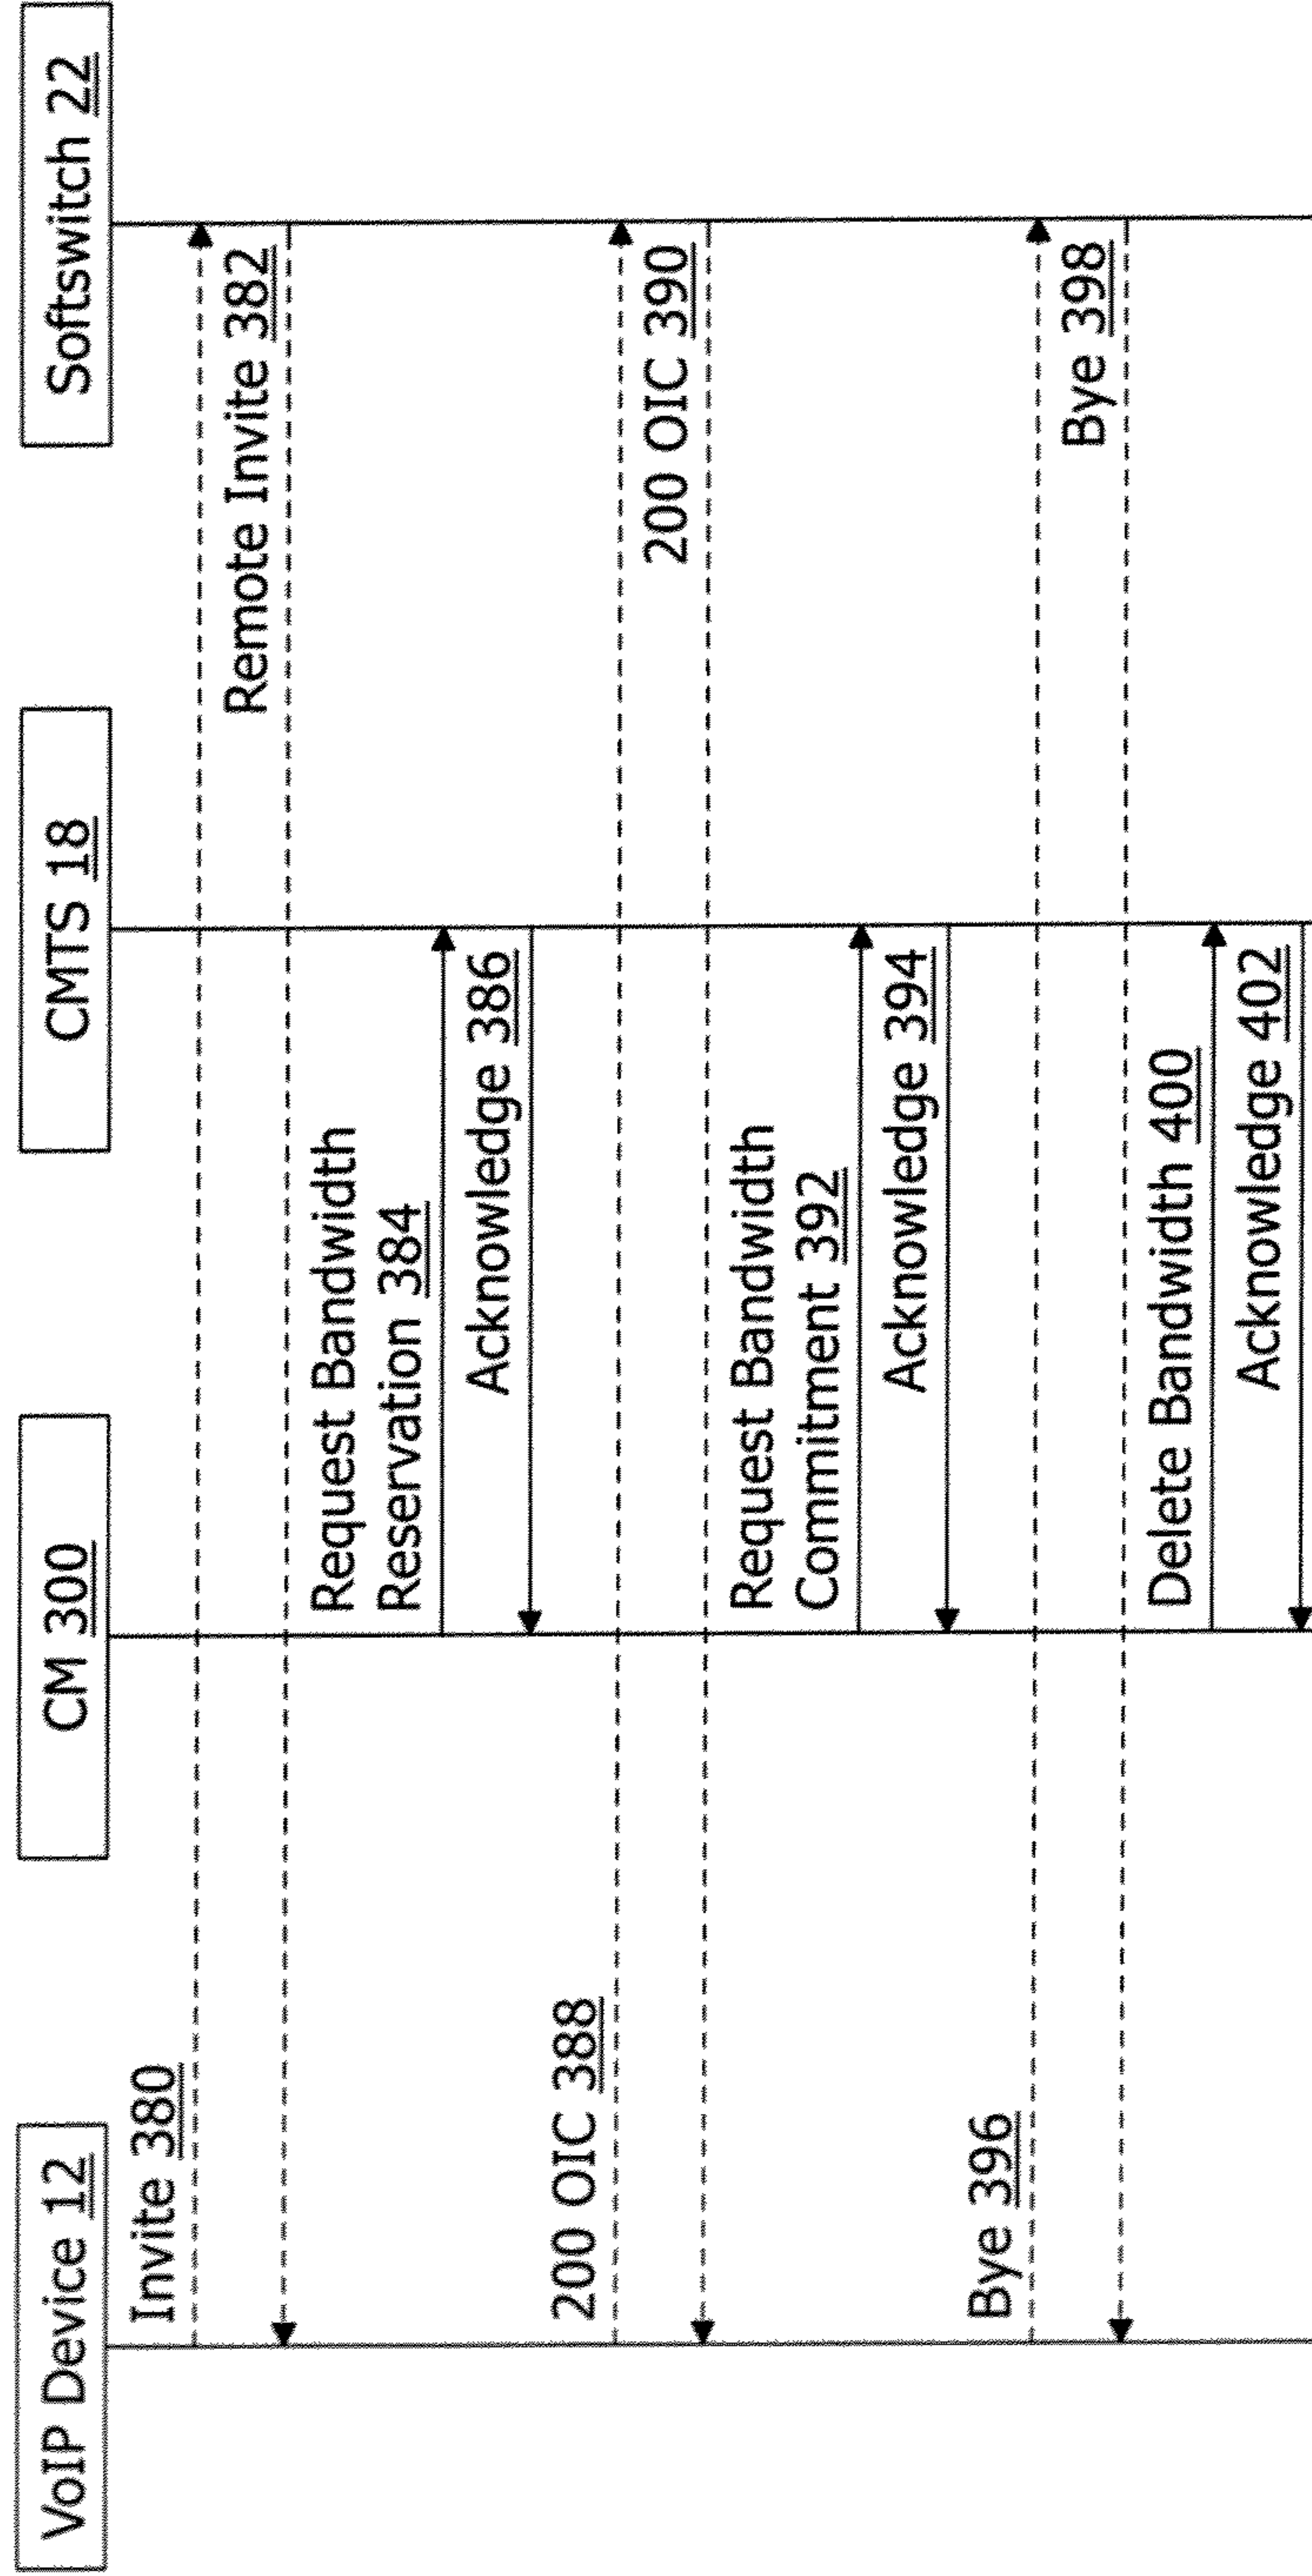 VoIP Device 12
CM 300
CMTS 18
Softswitch 22
Invite 380
Remote Invite 382
Request Bandwidth
Reservation 384
Acknowledge 386
200 OIC 388
200 OIC 390
Request Bandwidth
Commitment 392
Acknowledge 394
Bye 396
Bye 398
Delete Bandwidth 400
Acknowledge 402